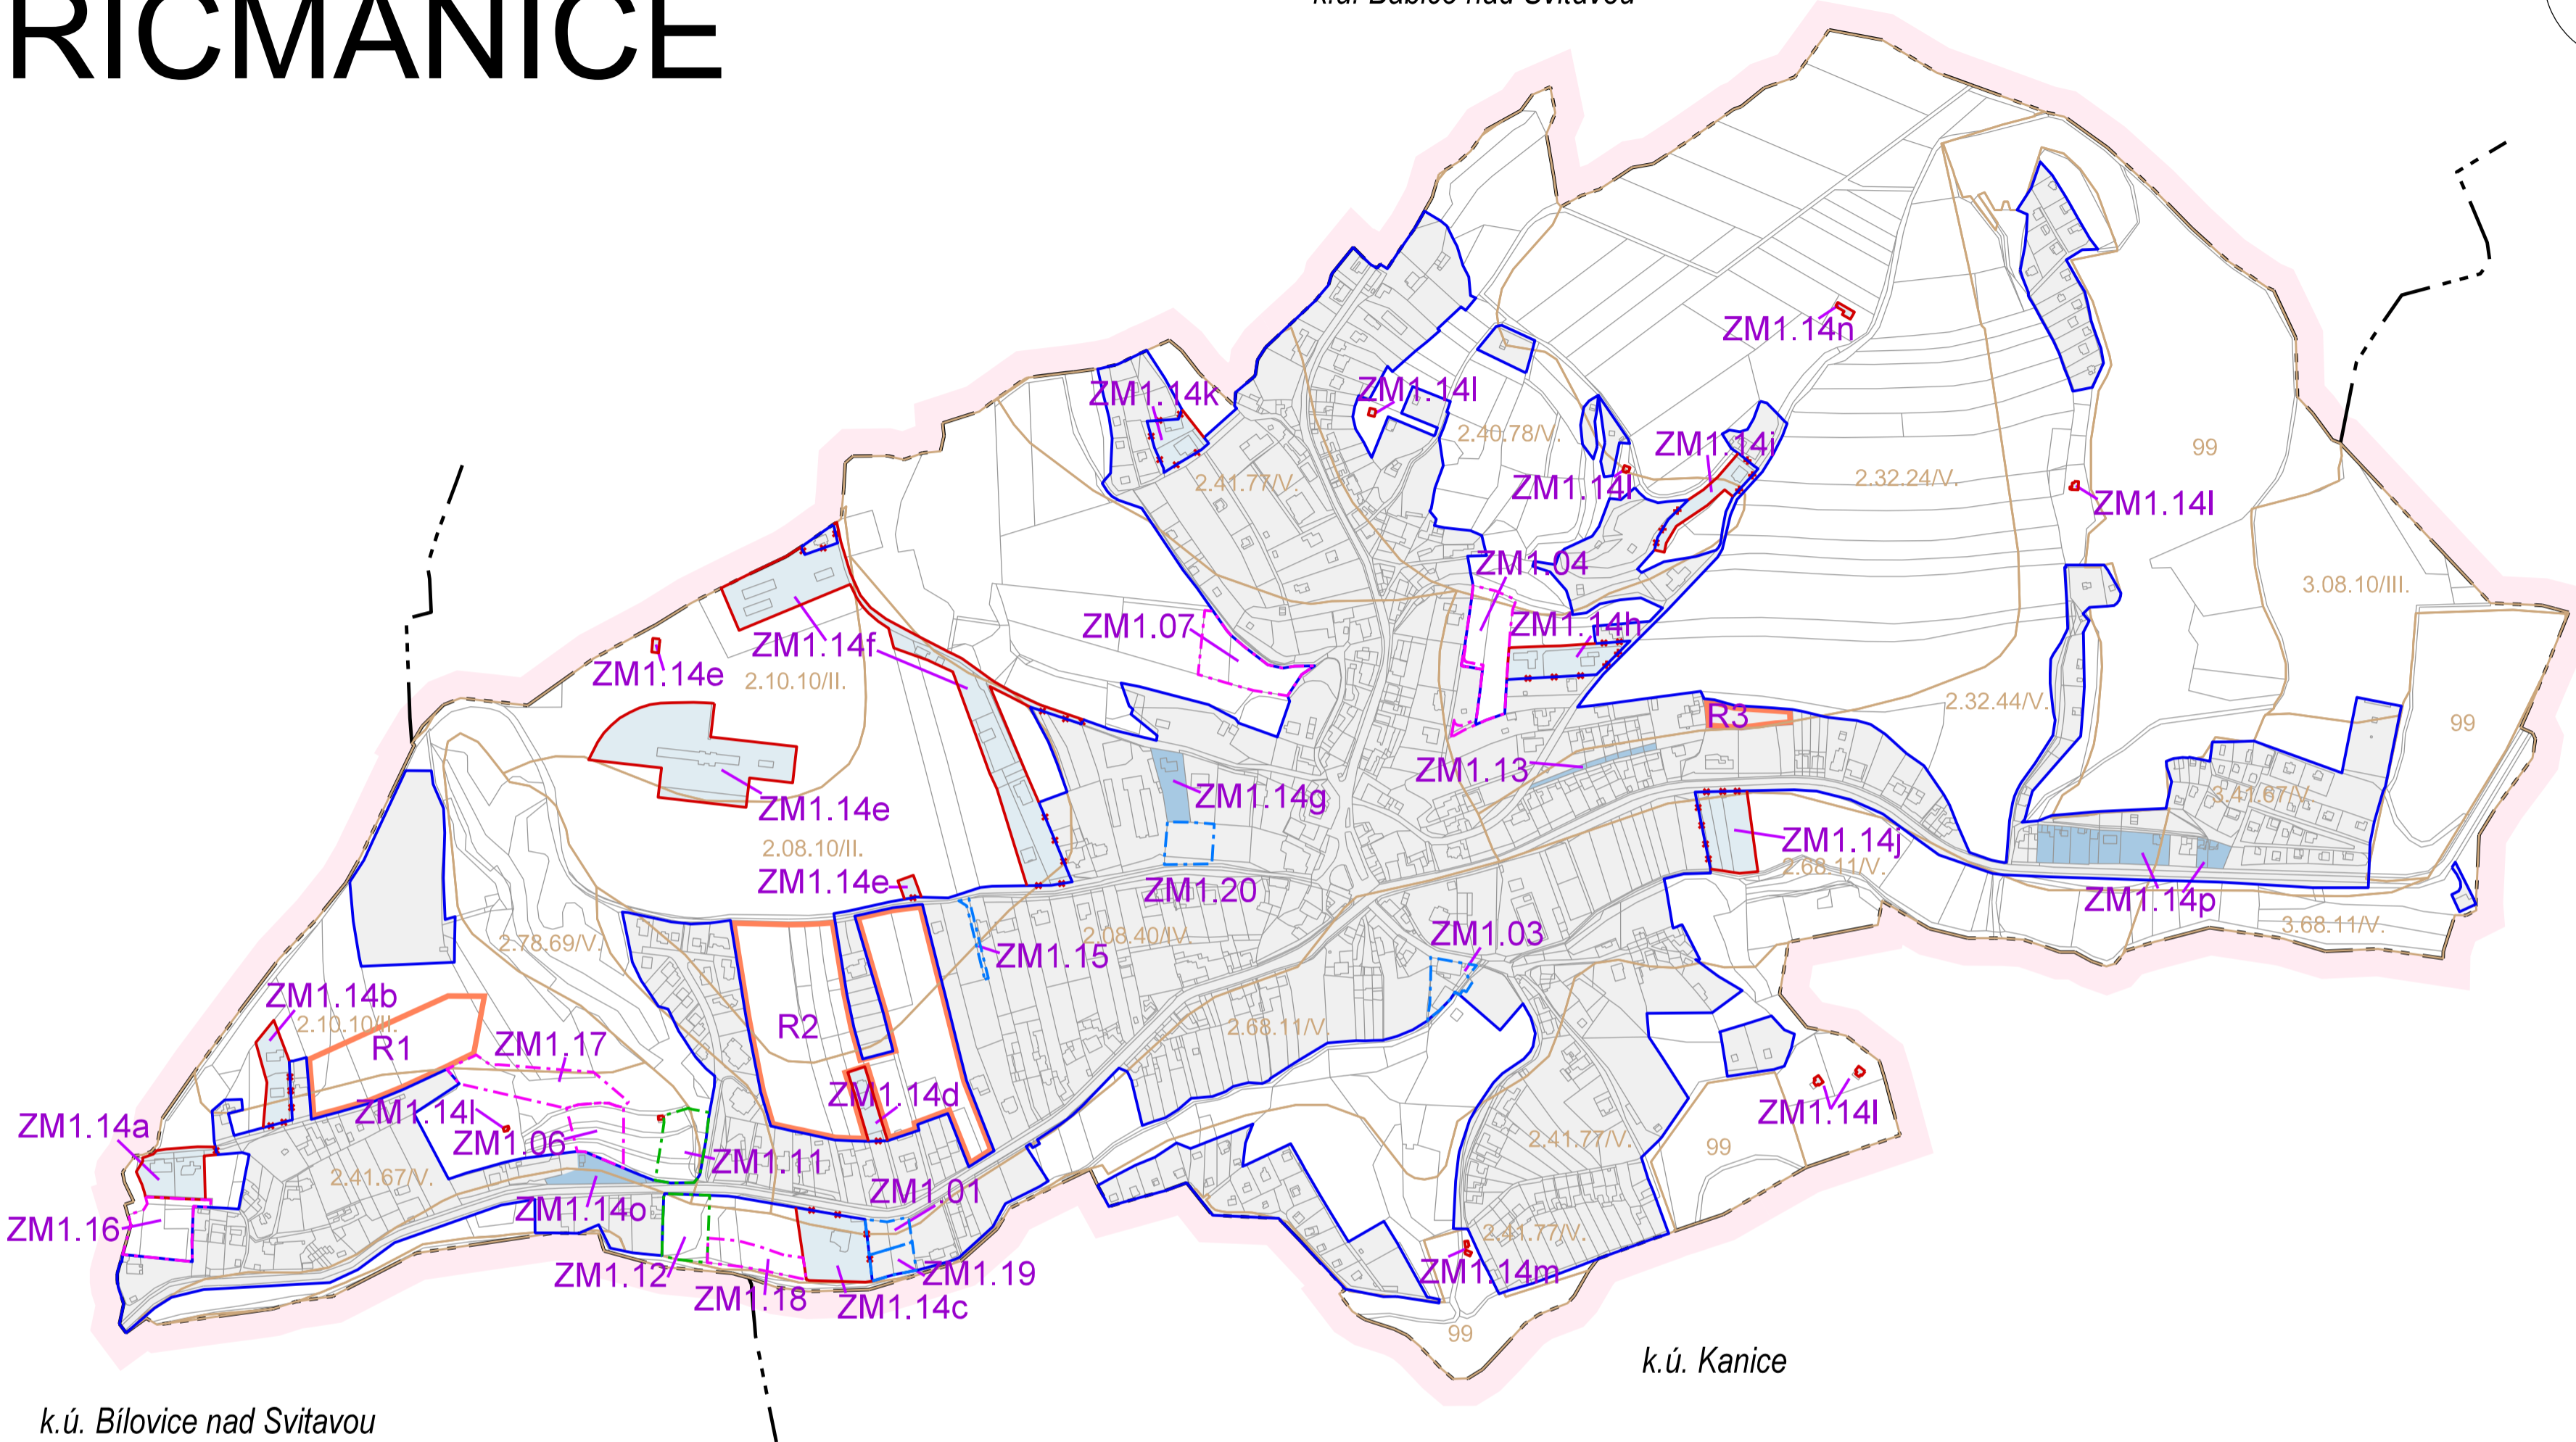 RICMANICE
k.ú. Babice nad Svitavou
ZM1.14n
ZM1.14k
ZM1.14l
2.40.78/V.
ZM1.14i
99
2.41.77/V.
ZM1.14l
2.32.24/V.
ZM1.14l
ZM1.04
3.08.10/III.
ZM1.07
ZM1.14h
ZM1.14f
ZM1.14e
2.10.10/II.
2.32.44/V.
R3
99
ZM1.13
ZM1.14g
3.41.67/V.
ZM1.14e
2.08.10/II.
ZM1.14j
2.68.11/V.
ZM1.14e
ZM1.20
ZM1.14p
3.68.11/V.
2.78.69/V.
2.08.40/IV.
ZM1.15
ZM1.03
ZM1.14b
2.10.10/II.
R2
2.68.11/V.
R1
ZM1.17
ZM1.14d
ZM1.14l
ZM1.14l
ZM1.14a
ZM1.06
2.41.77/V.
99
ZM1.11
2.41.67/V.
ZM1.01
ZM1.14o
ZM1.16
2.41.77/V.
ZM1.12
ZM1.19
ZM1.14m
ZM1.18
ZM1.14c
99
k.ú. Kanice
k.ú. Bílovice nad Svitavou